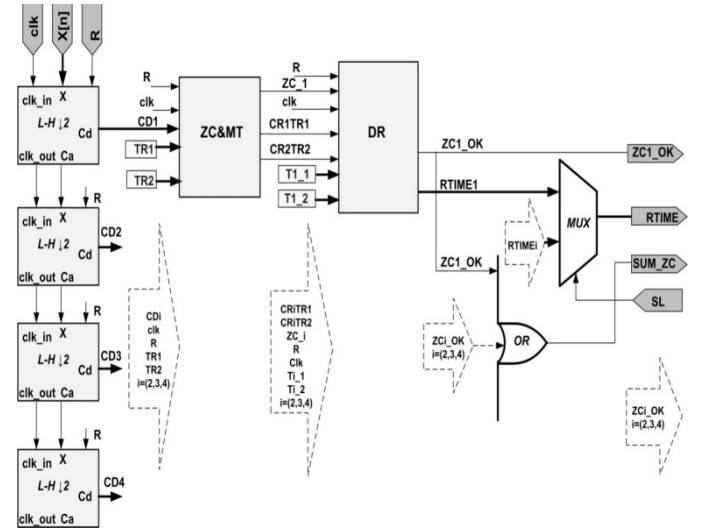 clk
X[n]
R
clk_in X
L-H ↓2
Cd
clk_out Ca
CD1
R
clk
TR1
TR2
ZC&MT
R
ZC_1
clk
CR1TR1
CR2TR2
T1_1
T1_2
DR
ZC1_OK
RTIME1
ZC1_OK
MUX
RTIME
RTIMEi
SUM_ZC
SL
ZC1_OK
OR
ZCi_OK
i=(2,3,4)
ZCi_OK
i=(2,3,4)
R
clk_in X
L-H ↓2
Cd
clk_out Ca
CD2
R
clk_in X
L-H ↓2
Cd
clk_out Ca
CD3
R
clk_in X
L-H ↓2
Cd
clk_out Ca
CD4
CDi
clk
R
TR1
TR2
i=(2,3,4)
CRiTR1
CRiTR2
ZC_i
R
Clk
Ti_1
Ti_2
i=(2,3,4)